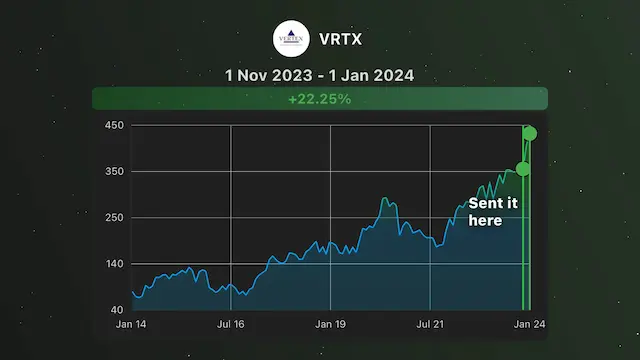 VERTEX
VRTX
1 Nov 2023 - 1 Jan 2024
+22.25%
450
350
250
140
40
Sent it
here
Jan 14
Jul 16
Jan 19
Jul 21
Jan 24